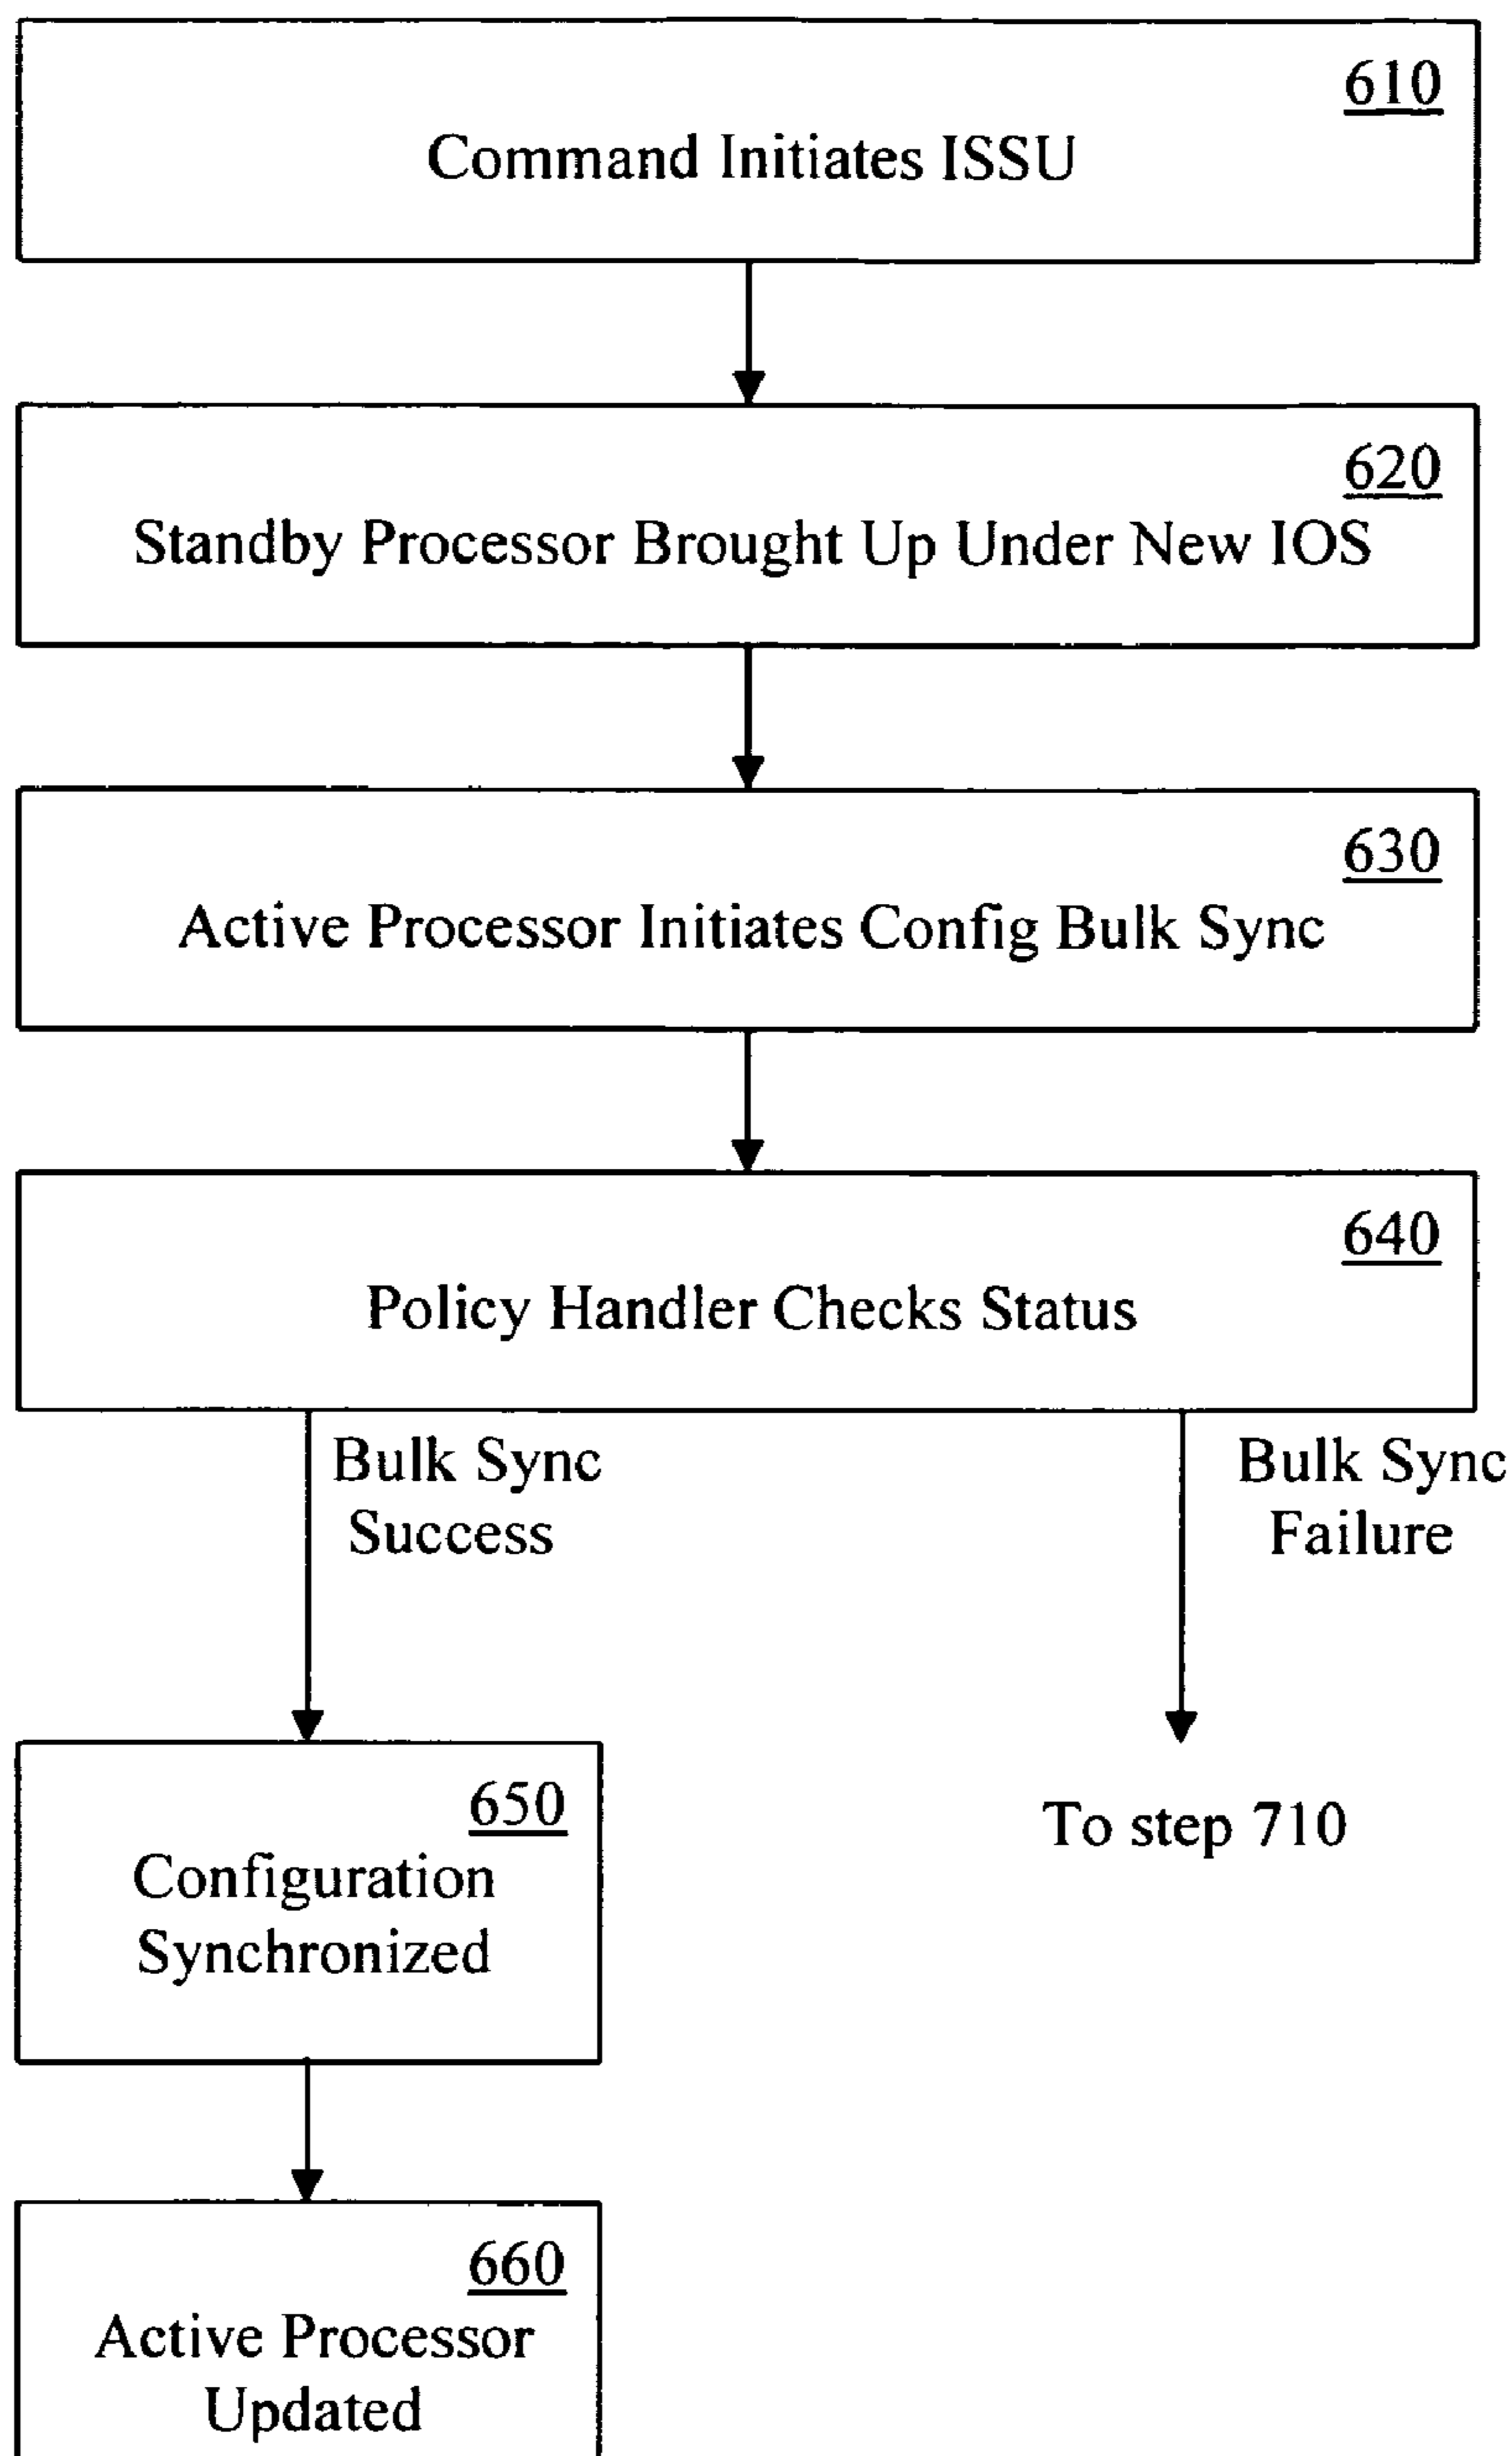 610
Command Initiates ISSU
620
Standby Processor Brought Up Under New IOS
630
Active Processor Initiates Config Bulk Sync
640
Policy Handler Checks Status
Bulk Sync
Success
Bulk Sync
Failure
650
Configuration
Synchronized
To step 710
660
Active Processor
Updated